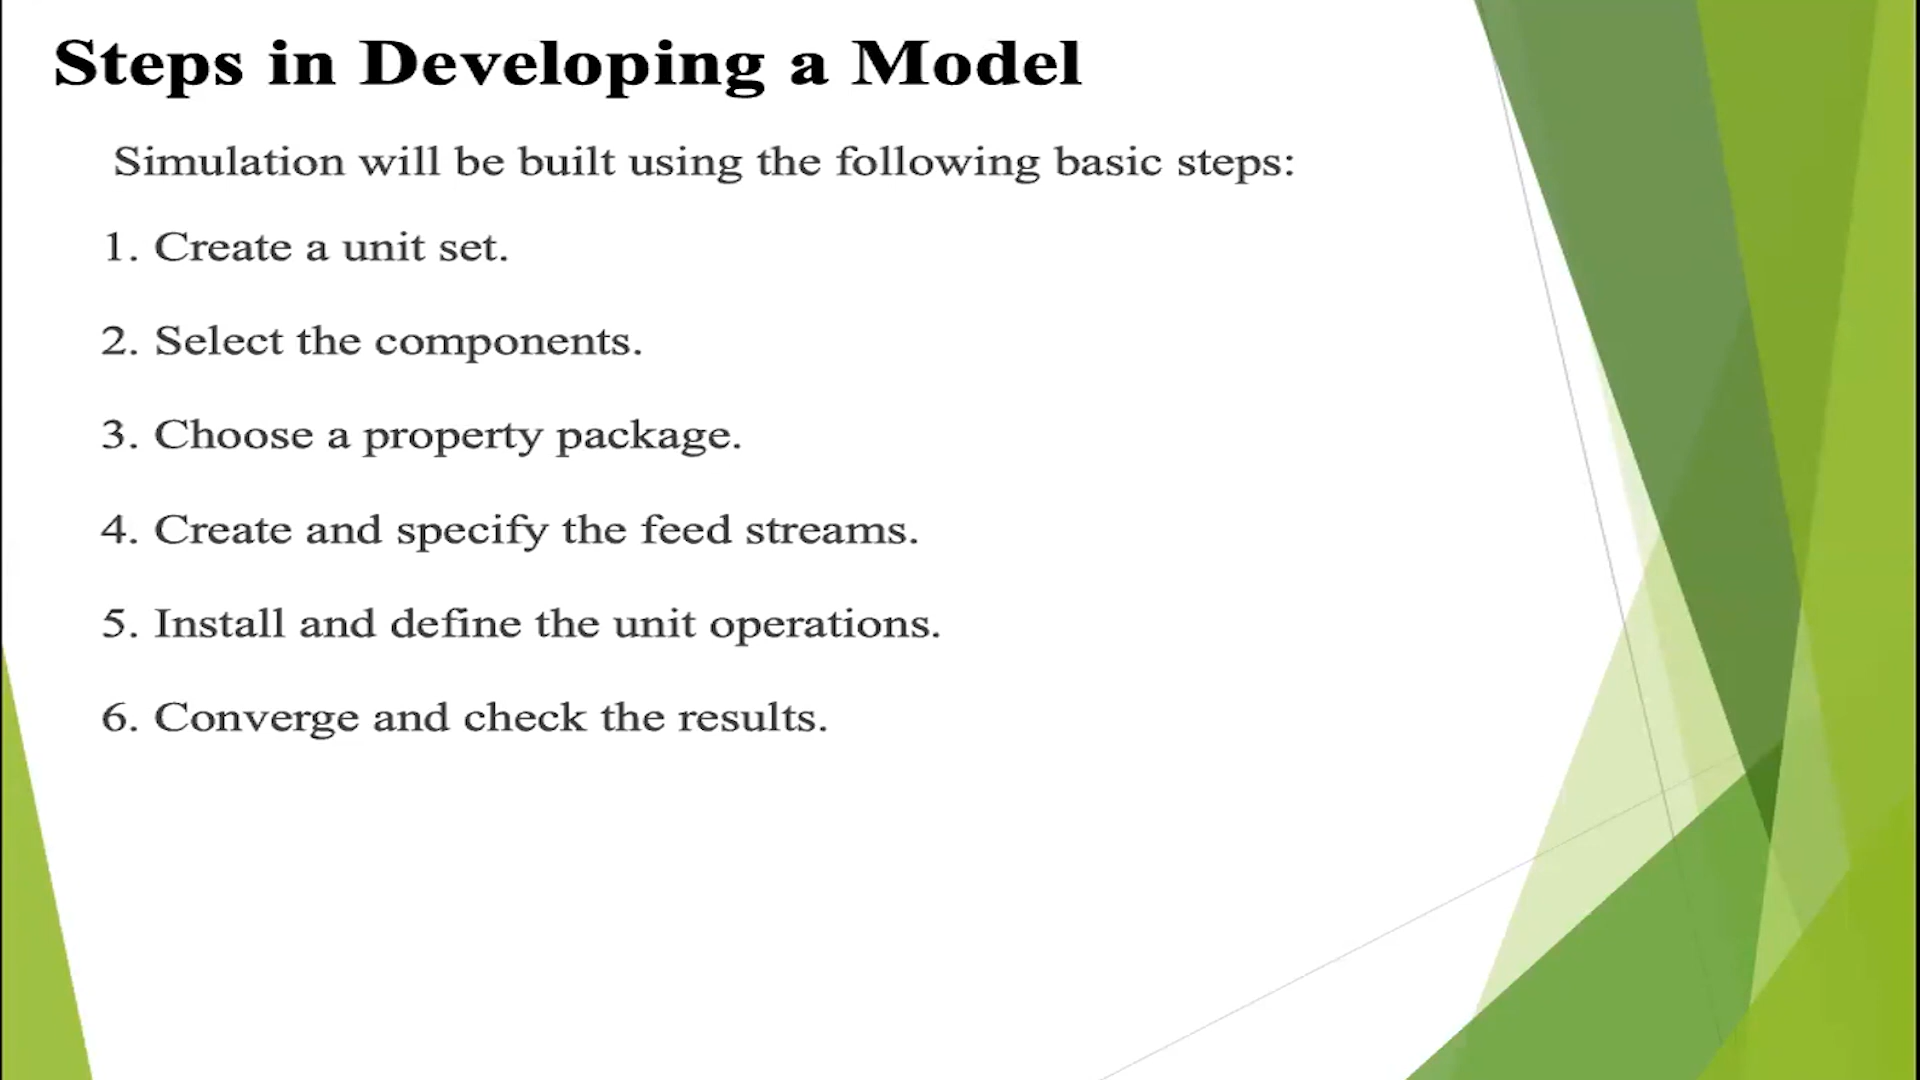 Steps in Developing a Model
Simulation will be built using the following basic steps:
1. Create a unit set.
2. Select the components.
3. Choose a property package.
4. Create and specify the feed streams.
5. Install and define the unit operations.
6. Converge and check the results.